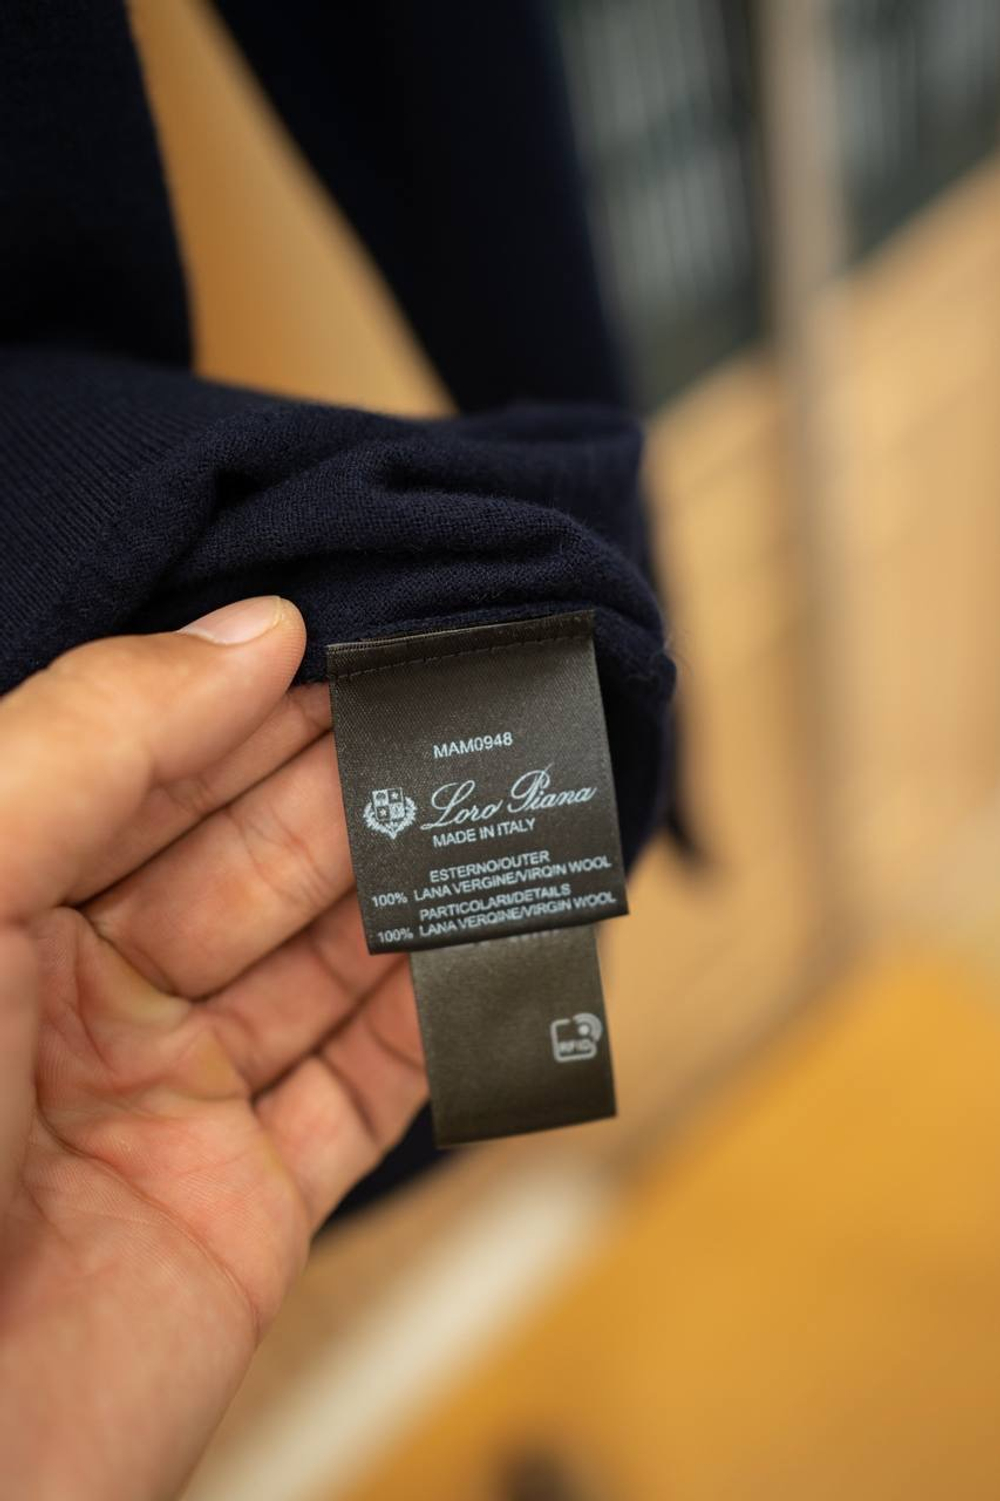 MAM0948
Loro Piana
MADE IN ITALY
ESTERNO/OUTER
100% LANA VERGINE/VIRGIN WOOL
PARTICOLARI/DETAILS
100% LANA VERGINE/VIRGIN WOOL
RFID